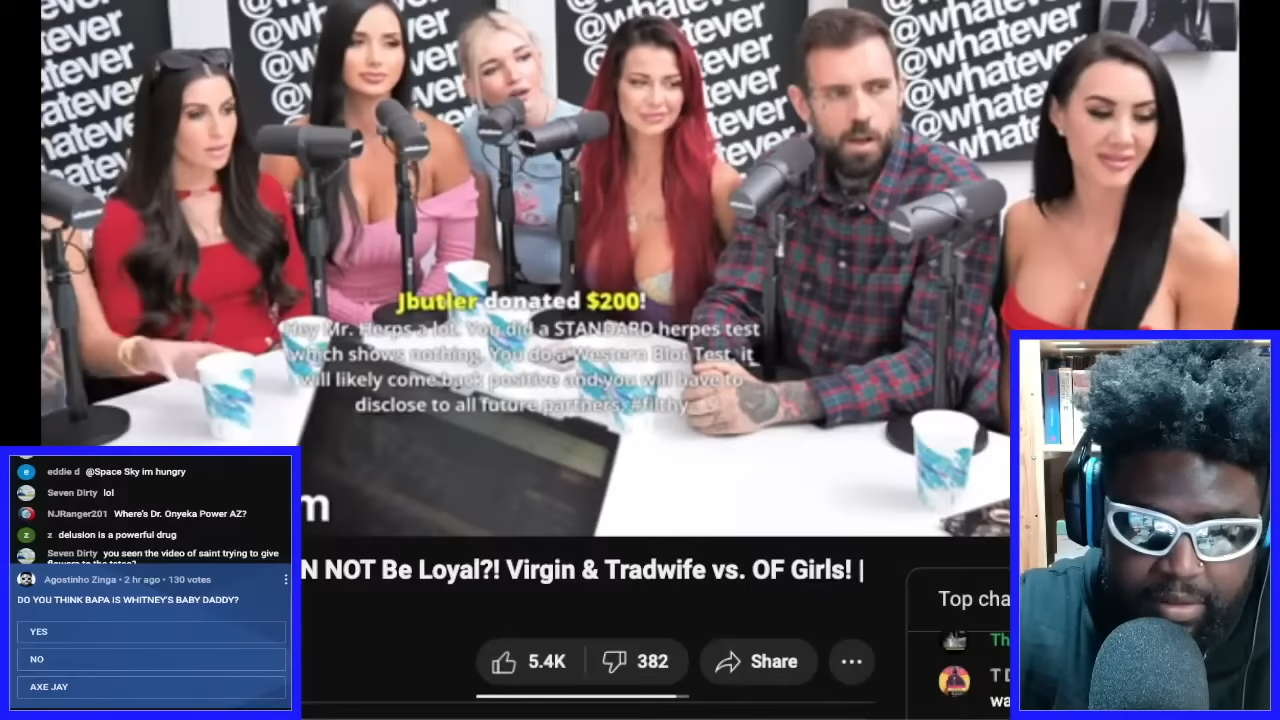 @whatever
Jbutler donated $200!
Hey Mr. Herps a lot. You did a STANDARD herpes test
which shows nothing. You do a Western Blot Test, it
will likely come back positive and you will have to
disclose to all future partners. #filthy
m
eddie d @Space Sky im hungry
Seven Dirty lol
NJRanger201 Where's Dr. Onyeka Power AZ?
z delusion is a powerful drug
Seven Dirty you seen the video of saint trying to give
Agostinho Zinga • 2 hr ago • 130 votes
DO YOU THINK BAPA IS WHITNEY'S BABY DADDY?
YES
NO
AXE JAY
N NOT Be Loyal?! Virgin & Tradwife vs. OF Girls! |
5.4K
382
Share
Top cha
Th
T D
wa